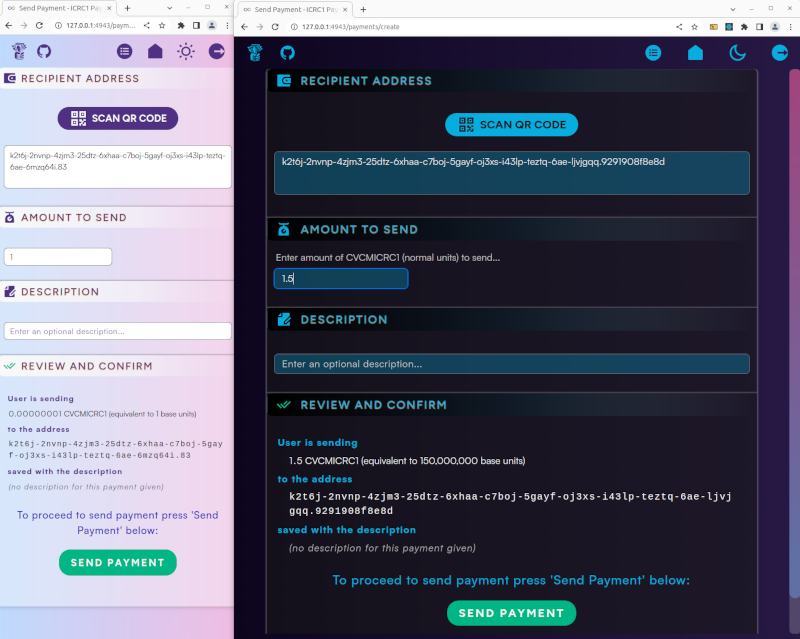 Send Payment - ICRC1 Pay
127.0.0.1:4943/paym...
RECIPIENT ADDRESS
SCAN QR CODE
k2t6j-2nvnp-4zjm3-25dtz-6xhaa-c7boj-5gayf-oj3xs-i43lp-teztq-
6ae-6mzq64i.83
AMOUNT TO SEND
1
DESCRIPTION
Enter an optional description...
REVIEW AND CONFIRM
User is sending
0.00000001 CVCMICRC1 (equivalent to 1 base units)
to the address
k2t6j-2nvnp-4zjm3-25dtz-6xhaa-c7boj-5gay
f-oj3xs-i43lp-teztq-6ae-6mzq64i.83
saved with the description
(no description for this payment given)
To proceed to send payment press 'Send
Payment' below:
SEND PAYMENT
Send Payment - ICRC1 Pay
127.0.0.1:4943/payments/create
RECIPIENT ADDRESS
SCAN QR CODE
k2t6j-2nvnp-4zjm3-25dtz-6xhaa-c7boj-5gayf-oj3xs-i43lp-teztq-6ae-ljvjgqq.9291908f8e8d
AMOUNT TO SEND
Enter amount of CVCMICRC1 (normal units) to send...
1.5
DESCRIPTION
Enter an optional description...
REVIEW AND CONFIRM
User is sending
1.5 CVCMICRC1 (equivalent to 150,000,000 base units)
to the address
k2t6j-2nvnp-4zjm3-25dtz-6xhaa-c7boj-5gayf-oj3xs-i43lp-teztq-6ae-ljvj
gqq.9291908f8e8d
saved with the description
(no description for this payment given)
To proceed to send payment press 'Send Payment' below:
SEND PAYMENT